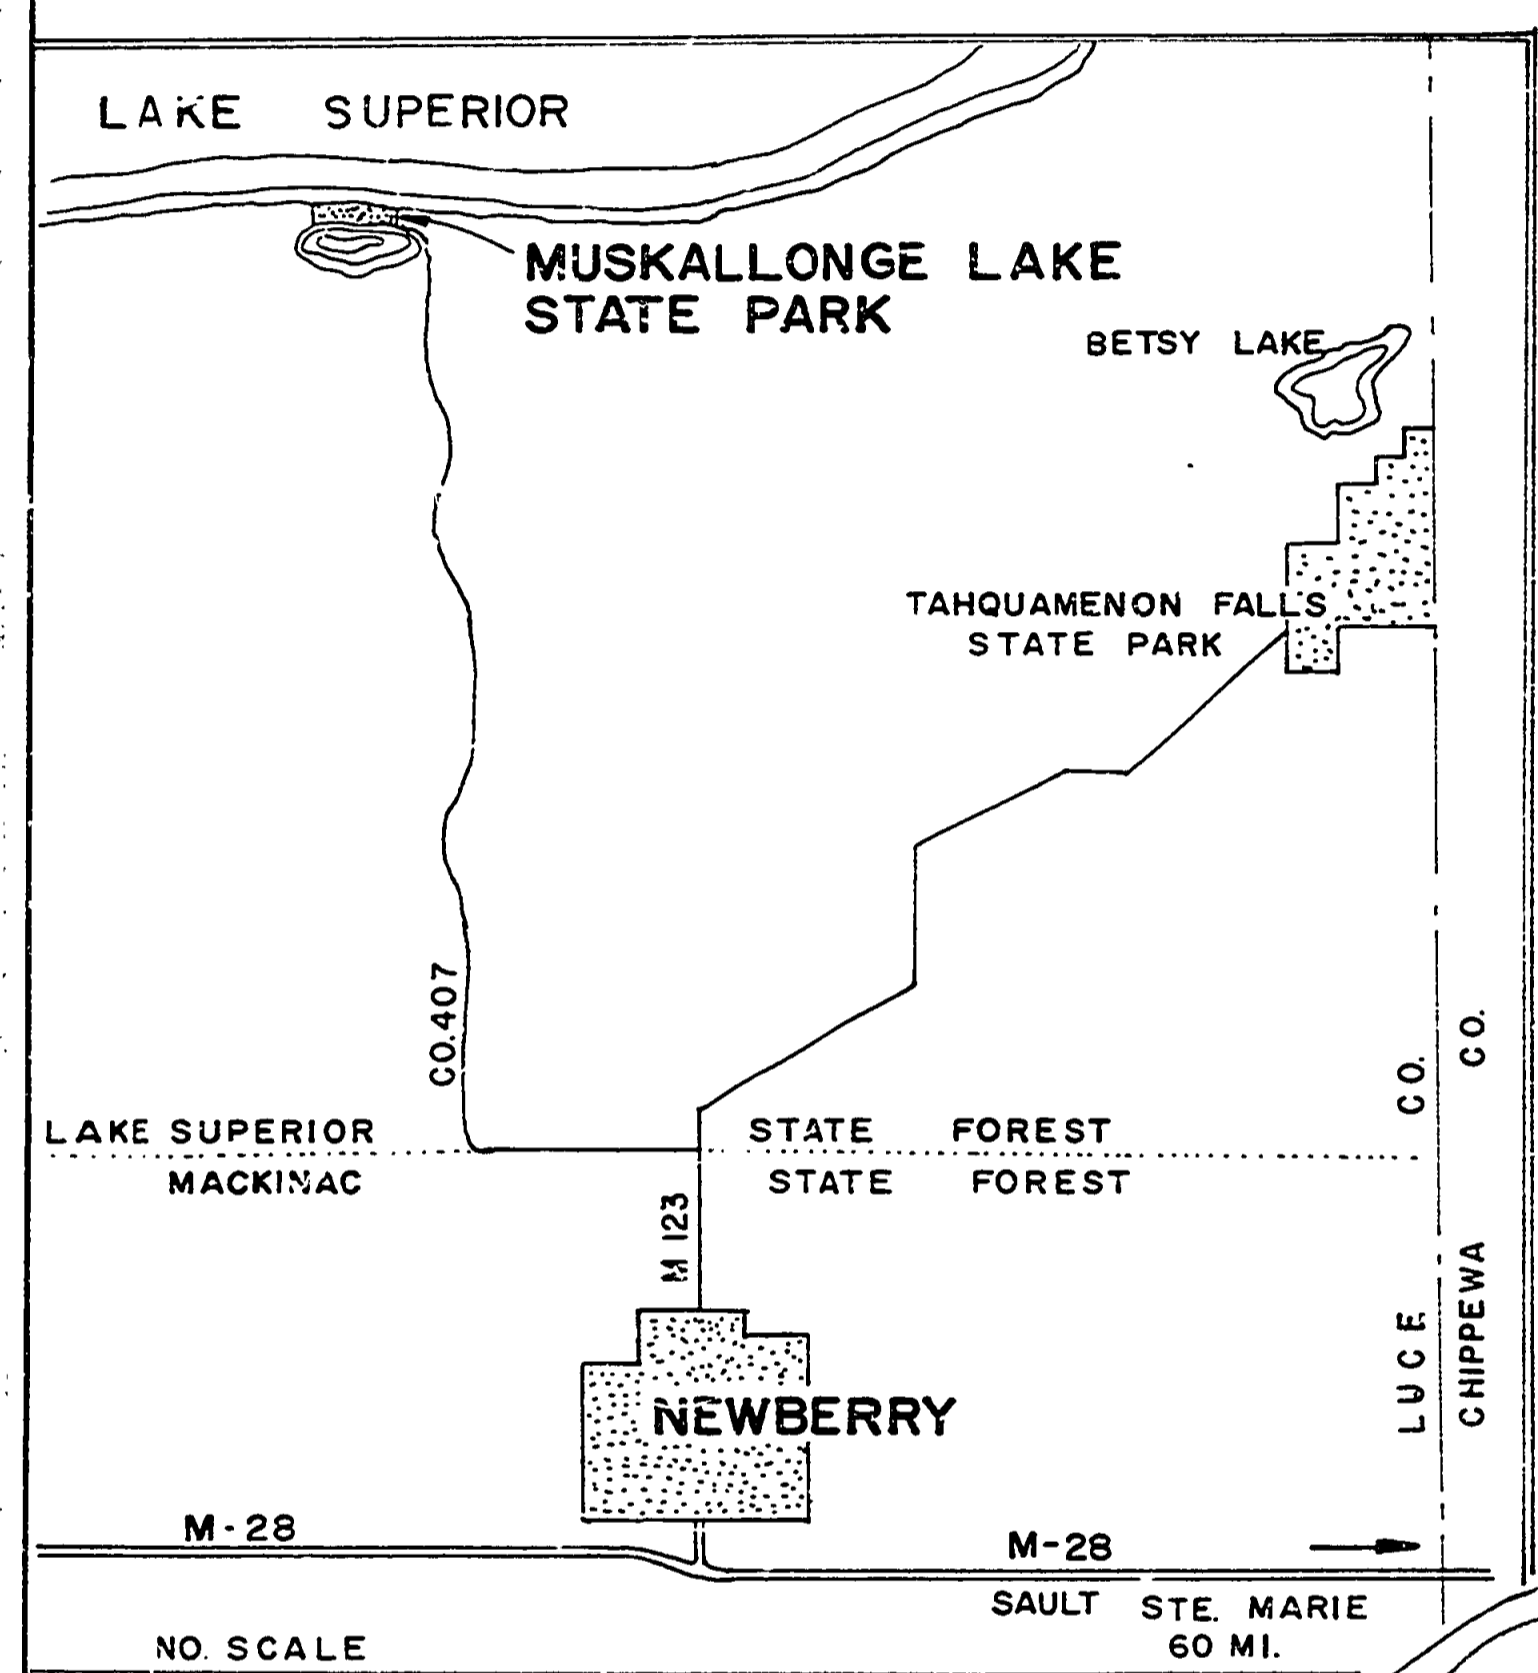 LAKE SUPERIOR
MUSKALLONGE LAKE
STATE PARK
BETSY LAKE
TAHQUAMENON FALLS
STATE PARK
CO. 407
LAKE SUPERIOR STATE FOREST
MACKINAC STATE FOREST
M 123
LUCE CO.
CHIPPEWA CO.
NEWBERRY
M-28
M-28
SAULT STE. MARIE
60 MI.
NO. SCALE